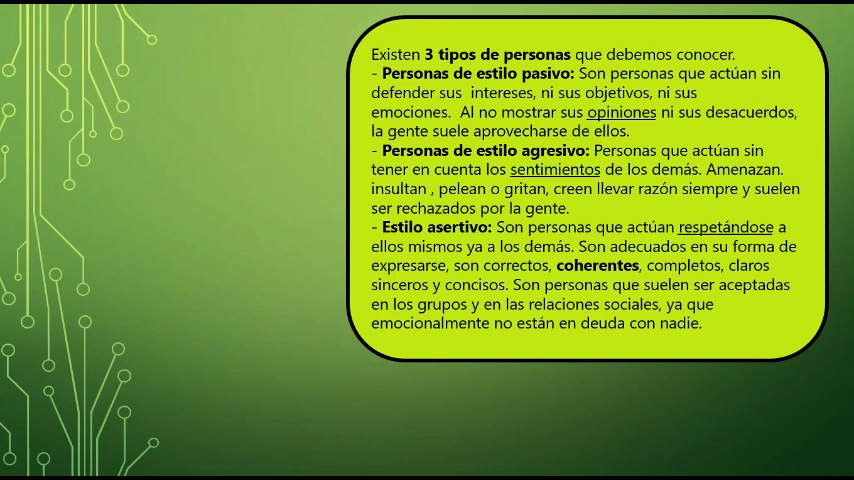 Existen 3 tipos de personas que debemos conocer.
- Personas de estilo pasivo: Son personas que actúan sin
defender sus  intereses, ni sus objetivos, ni sus
emociones.  Al no mostrar sus opiniones ni sus desacuerdos,
la gente suele aprovecharse de ellos.
- Personas de estilo agresivo: Personas que actúan sin
tener en cuenta los sentimientos de los demás. Amenazan.
insultan , pelean o gritan, creen llevar razón siempre y suelen
ser rechazados por la gente.
- Estilo asertivo: Son personas que actúan respetándose a
ellos mismos ya a los demás. Son adecuados en su forma de
expresarse, son correctos, coherentes, completos, claros
sinceros y concisos. Son personas que suelen ser aceptadas
en los grupos y en las relaciones sociales, ya que
emocionalmente no están en deuda con nadie.